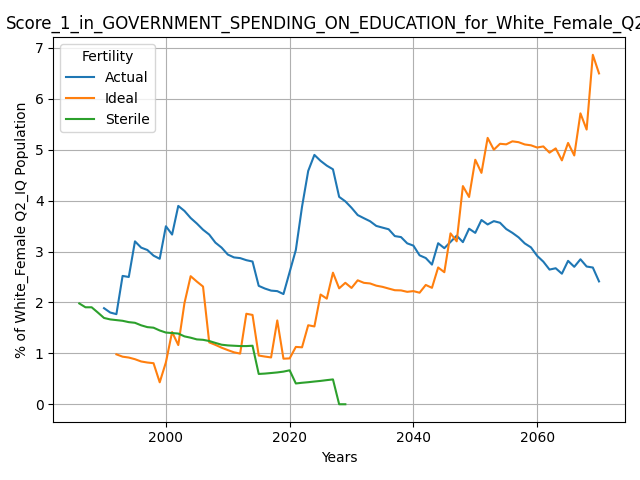 Score_1_in_GOVERNMENT_SPENDING_ON_EDUCATION_for_White_Female_Q2
Fertility
Actual
Ideal
Sterile
% of White_Female Q2_IQ Population
7
6
5
4
3
2
1
0
2000 2020 2040 2060
Years